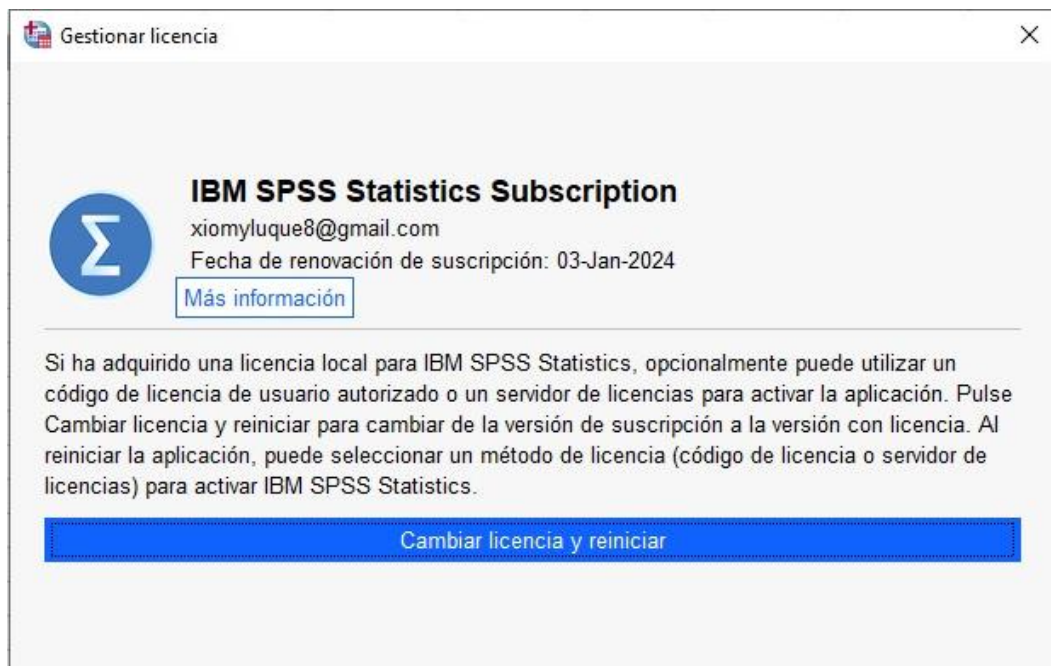 Gestionar licencia
IBM SPSS Statistics Subscription
xiomyluque8@gmail.com
Fecha de renovación de suscripción: 03-Jan-2024
Más información
Si ha adquirido una licencia local para IBM SPSS Statistics, opcionalmente puede utilizar un
código de licencia de usuario autorizado o un servidor de licencias para activar la aplicación. Pulse
Cambiar licencia y reiniciar para cambiar de la versión de suscripción a la versión con licencia. Al
reiniciar la aplicación, puede seleccionar un método de licencia (código de licencia o servidor de
licencias) para activar IBM SPSS Statistics.
Cambiar licencia y reiniciar